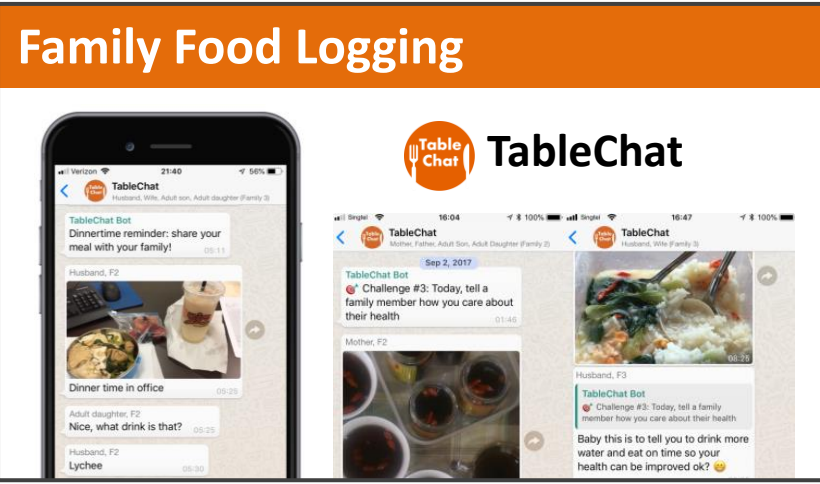 Family Food Logging
Table
Chat
TableChat
Verizon
21:40
56%
Table
Chat
TableChat
Husband, Wife, Adult son, Adult daughter (Family 3)
TableChat Bot
Dinnertime reminder: share your
meal with your family!
05:11
Husband, F2
Dinner time in office
05:25
Adult daughter, F2
Nice, what drink is that?
05:25
Husband, F2
Lychee
05:30
Singtel
16:04
100%
TableChat
Mother, Father, Adult Son, Adult Daughter (Family 2)
Sep 2, 2017
TableChat Bot
🎯 Challenge #3: Today, tell a
family member how you care about
their health
01:46
Mother, F2
Singtel
16:47
100%
TableChat
Husband, Wife (Family 3)
08:25
Husband, F3
TableChat Bot
🎯 Challenge #3: Today, tell a family
member how you care about their health
Baby this is to tell you to drink more
water and eat on time so your
health can be improved ok? 😄